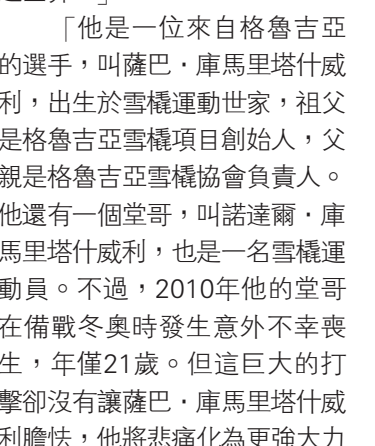 「他是一位來自格魯吉亞
的選手，叫薩巴·庫馬里塔什威
利，出生於雪橇運動世家，祖父
是格魯吉亞雪橇項目創始人，父
親是格魯吉亞雪橇協會負責人。
他還有一個堂哥，叫諾達爾·庫
馬里塔什威利，也是一名雪橇運
動員。不過，2010年他的堂哥
在備戰冬奧時發生意外不幸喪
生，年僅21歲。但這巨大的打
擊卻沒有讓薩巴·庫馬里塔什威
利膽怯，他將悲痛化為更強大力